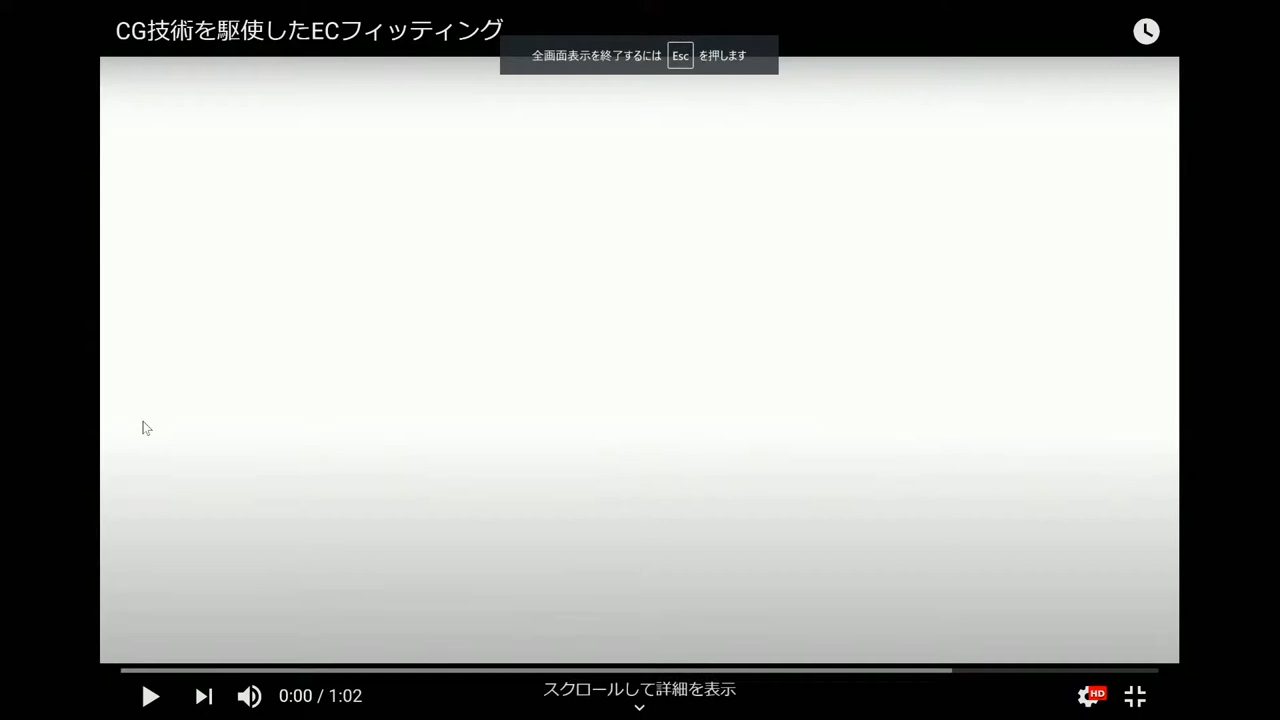 CG技術を駆使したECフィッティング
全画面表示を終了するには Esc を押します
0:00 / 1:02
スクロールして詳細を表示
HD